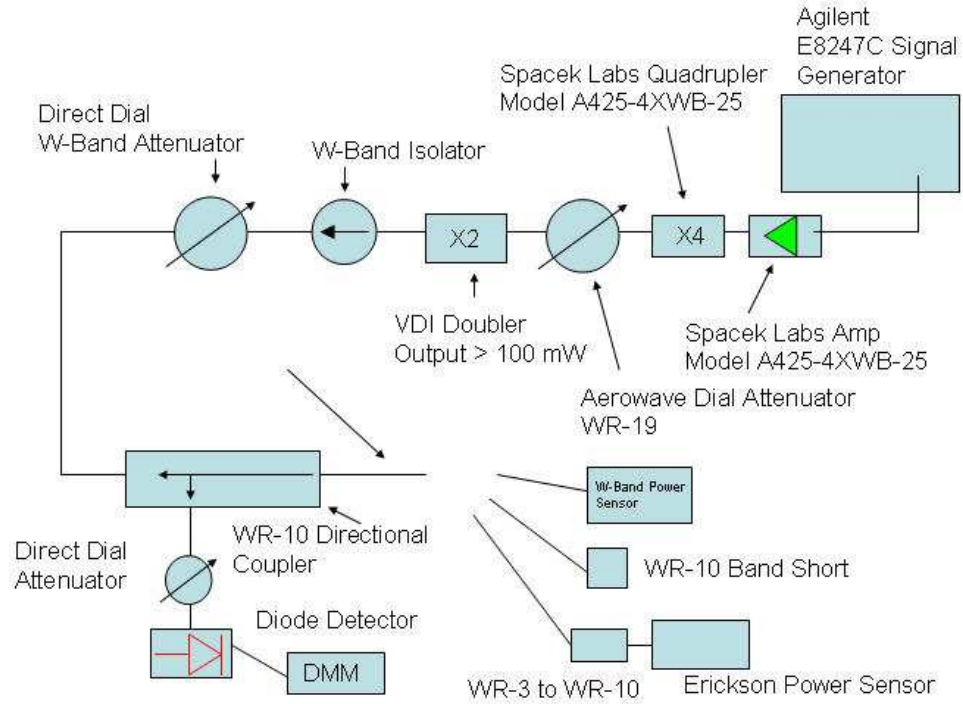 Agilent
E8247C Signal
Generator
Spacek Labs Quadrupler
Model A425-4XWB-25
Direct Dial
W-Band Attenuator
W-Band Isolator
X2
X4
VDI Doubler
Output > 100 mW
Spacek Labs Amp
Model A425-4XWB-25
Aerowave Dial Attenuator
WR-19
W-Band Power
Sensor
WR-10 Directional
Coupler
Direct Dial
Attenuator
WR-10 Band Short
Diode Detector
DMM
WR-3 to WR-10
Erickson Power Sensor